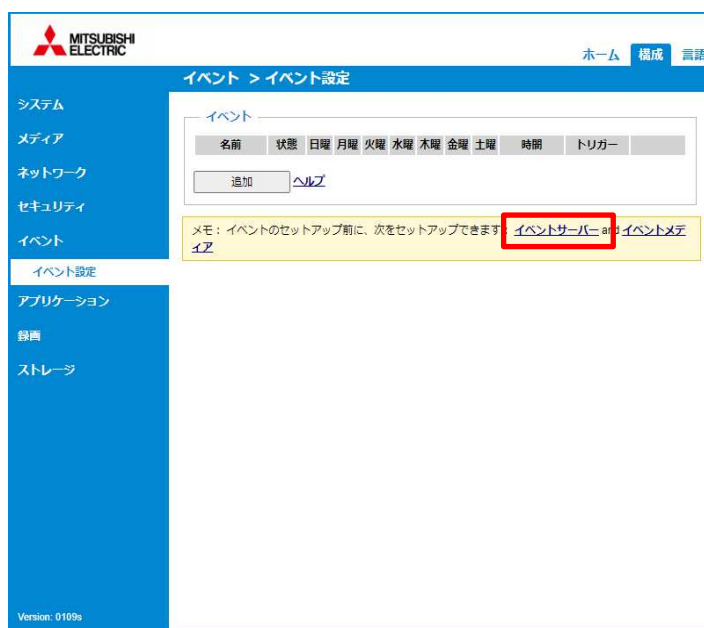 MITSUBISHI
ELECTRIC
ホーム 構成 言語
イベント > イベント設定
システム
メディア
ネットワーク
セキュリティ
イベント
イベント設定
アプリケーション
録画
ストレージ
Version: 0109s
イベント
名前 状態 日曜 月曜 火曜 水曜 木曜 金曜 土曜 時間 トリガー
追加 ヘルプ
メモ: イベントのセットアップ前に、次をセットアップできます: イベントサーバー and イベントメデ
ィア